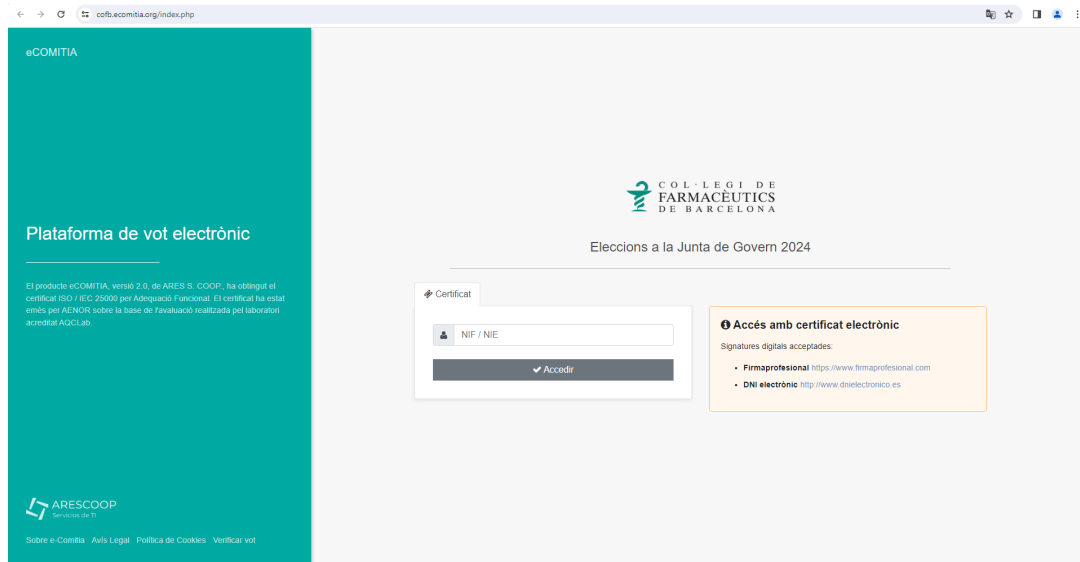 cofb.ecomitia.org/index.php
eCOMITIA
Plataforma de vot electrònic
El producte eCOMITIA, versió 2.0, de ARES S. COOP., ha obtingut el
certificat ISO / IEC 25000 per Adequació Funcional. El certificat ha estat
emès per AENOR sobre la base de l'avaluació realitzada pel laboratori
acreditat AQCLab.
ARESCOOP
Servicios de TI
Sobre e-Comitia Avís Legal Política de Cookies Verificar vot
COL·LEGI DE
FARMACÈUTICS
DE BARCELONA
Eleccions a la Junta de Govern 2024
Certificat
NIF / NIE
Accedir
Accés amb certificat electrònic
Signatures digitals acceptades:
• Firmaprofesional https://www.firmaprofesional.com
• DNI electrònic http://www.dnielectronico.es